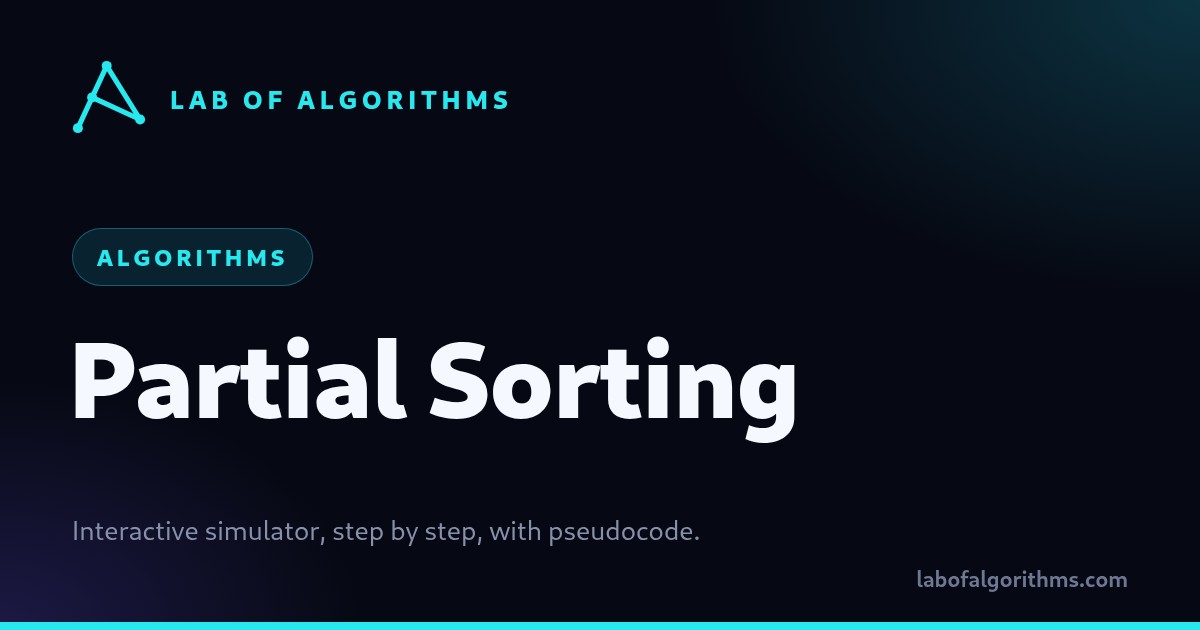 LAB OF ALGORITHMS
ALGORITHMS
Partial Sorting
Interactive simulator, step by step, with pseudocode.
labofalgorithms.com